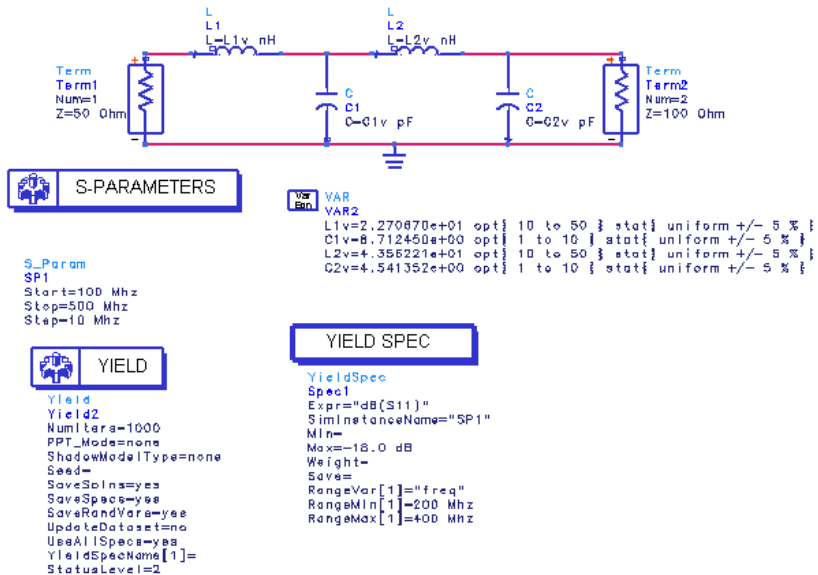 L
L1
L=L1v nH
L
L2
L=L2v nH
Term
Term1
Num=1
Z=50 Ohm
C
C1
C=C1v pF
C
C2
C=C2v pF
Term
Term2
Num=2
Z=100 Ohm
+
-
+
-
S-PARAMETERS
Var
Eqn
VAR
VAR2
L1v=2.270670e+01 opt{ 10 to 50 } stat{ uniform +/- 5 % }
C1v=8.712450e+00 opt{ 1 to 10 } stat{ uniform +/- 5 % }
L2v=4.356221e+01 opt{ 10 to 50 } stat{ uniform +/- 5 % }
C2v=4.541352e+00 opt{ 1 to 10 } stat{ uniform +/- 5 % }
S_Param
SP1
Start=100 Mhz
Stop=500 Mhz
Step=10 Mhz
YIELD
Yield
Yield2
NumIters=1000
PPT_Mode=none
ShadowModelType=none
Seed=
SaveSolns=yes
SaveSpecs=yes
SaveRandVars=yes
UpdateDataset=no
UseAllSpecs=yes
YieldSpecName[1]=
StatusLevel=2
YIELD SPEC
YieldSpec
Spec1
Expr="dB(S11)"
SimInstanceName="SP1"
Min=
Max=-18.0 dB
Weight=
Save=
RangeVar[1]="freq"
RangeMin[1]=200 Mhz
RangeMax[1]=400 Mhz